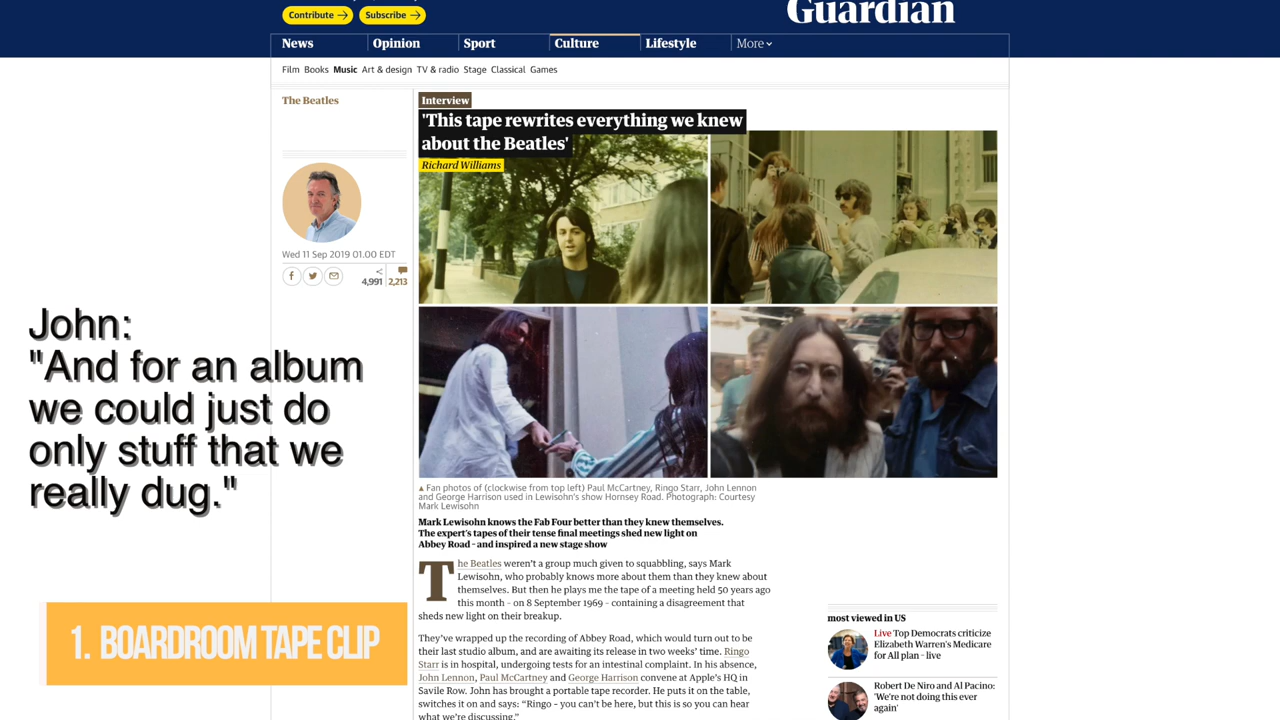 Contribute →
Subscribe →
Guardian
News
Opinion
Sport
Culture
Lifestyle
More
Film Books Music Art & design TV & radio Stage Classical Games
The Beatles
Interview
'This tape rewrites everything we knew
about the Beatles'
Richard Williams
Wed 11 Sep 2019 01.00 EDT
4,991
2,213
John:
"And for an album
we could just do
only stuff that we
really dug."
1. BOARDROOM TAPE CLIP
▲ Fan photos of (clockwise from top left) Paul McCartney, Ringo Starr, John Lennon
and George Harrison used in Lewisohn's show Hornsey Road. Photograph: Courtesy
Mark Lewisohn
Mark Lewisohn knows the Fab Four better than they knew themselves.
The expert's tapes of their tense final meetings shed new light on
Abbey Road – and inspired a new stage show
The Beatles weren't a group much given to squabbling, says Mark
Lewisohn, who probably knows more about them than they knew about
themselves. But then he plays me the tape of a meeting held 50 years ago
this month – on 8 September 1969 – containing a disagreement that
sheds new light on their breakup.
They've wrapped up the recording of Abbey Road, which would turn out to be
their last studio album, and are awaiting its release in two weeks' time. Ringo
Starr is in hospital, undergoing tests for an intestinal complaint. In his absence,
John Lennon, Paul McCartney and George Harrison convene at Apple's HQ in
Savile Row. John has brought a portable tape recorder. He puts it on the table,
switches it on and says: "Ringo – you can't be here, but this is so you can hear
what we're discussing."
most viewed in US
Live Top Democrats criticize
Elizabeth Warren's Medicare
for All plan – live
Robert De Niro and Al Pacino:
'We're not doing this ever
again'